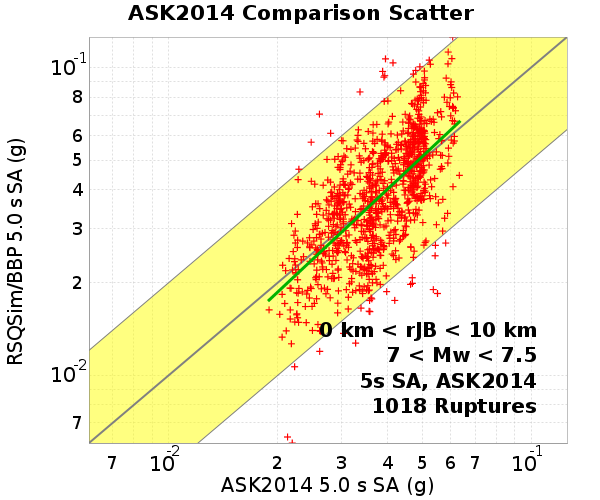 ASK2014 Comparison Scatter
RSQSim/BBP 5.0 s SA (g)
10-1
8
6
5
4
3
2
10-2
7
0 km < rJB < 10 km
7 < Mw < 7.5
5s SA, ASK2014
1018 Ruptures
7 10-2 2 3 4 5 6 7 10-1
ASK2014 5.0 s SA (g)